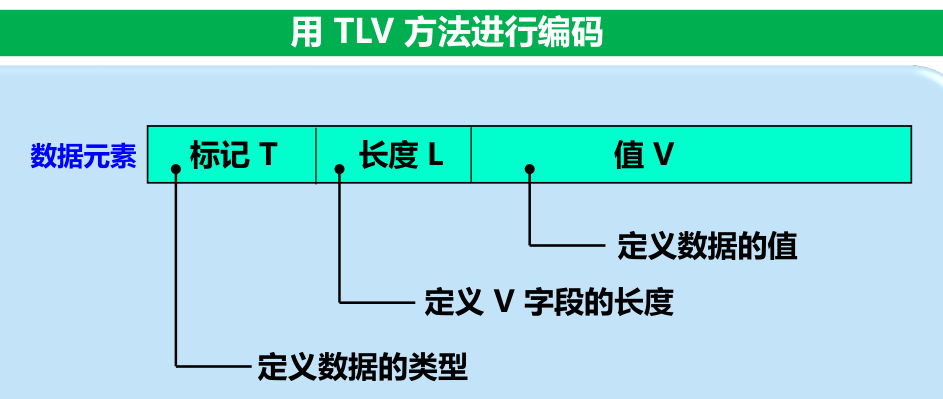 用 TLV 方法进行编码
数据元素 标记 T 长度 L 值 V
定义数据的值
定义 V 字段的长度
定义数据的类型